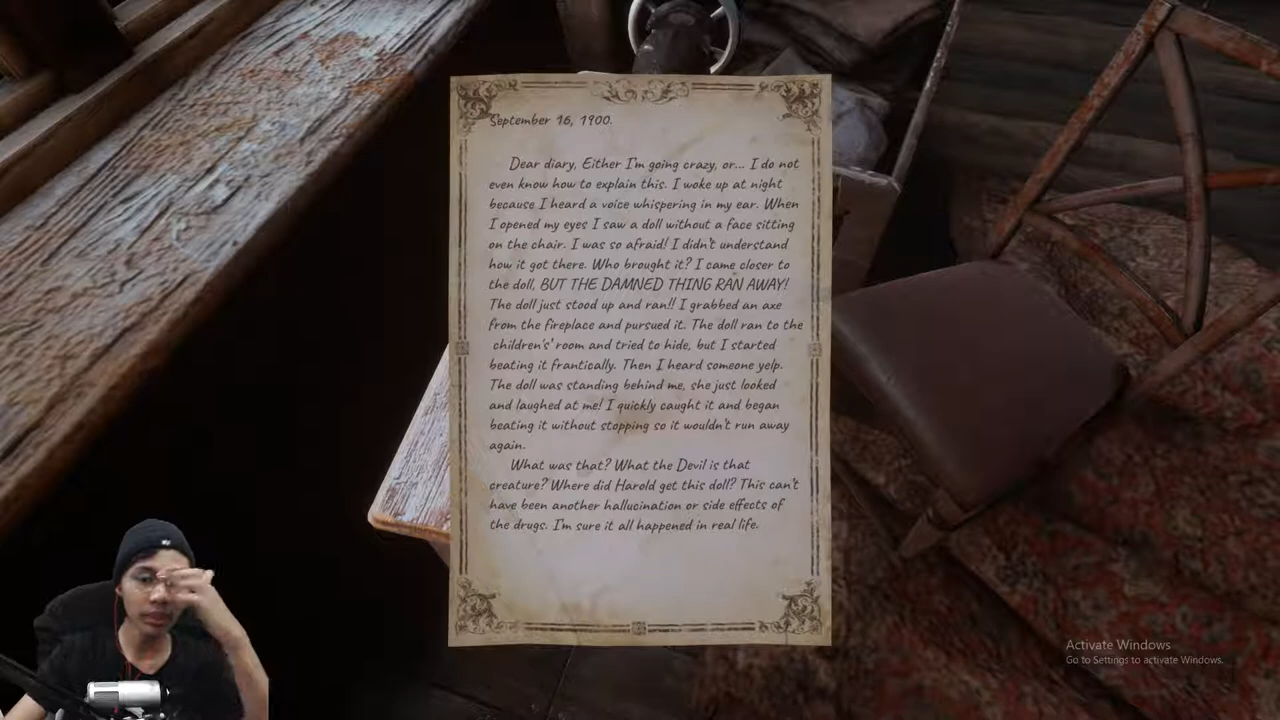 September 16, 1900.
Dear diary, Either I'm going crazy, or... I do not
even know how to explain this. I woke up at night
because I heard a voice whispering in my ear. When
I opened my eyes I saw a doll without a face sitting
on the chair. I was so afraid! I didn't understand
how it got there. Who brought it? I came closer to
the doll, BUT THE DAMNED THING RAN AWAY!
The doll just stood up and ran!! I grabbed an axe
from the fireplace and pursued it. The doll ran to the
children's' room and tried to hide, but I started
beating it frantically. Then I heard someone yelp.
The doll was standing behind me, she just looked
and laughed at me! I quickly caught it and began
beating it without stopping so it wouldn't run away
again.
What was that? What the Devil is that
creature? Where did Harold get this doll? This can't
have been another hallucination or side effects of
the drugs. I'm sure it all happened in real life.
Activate Windows
Go to Settings to activate Windows.